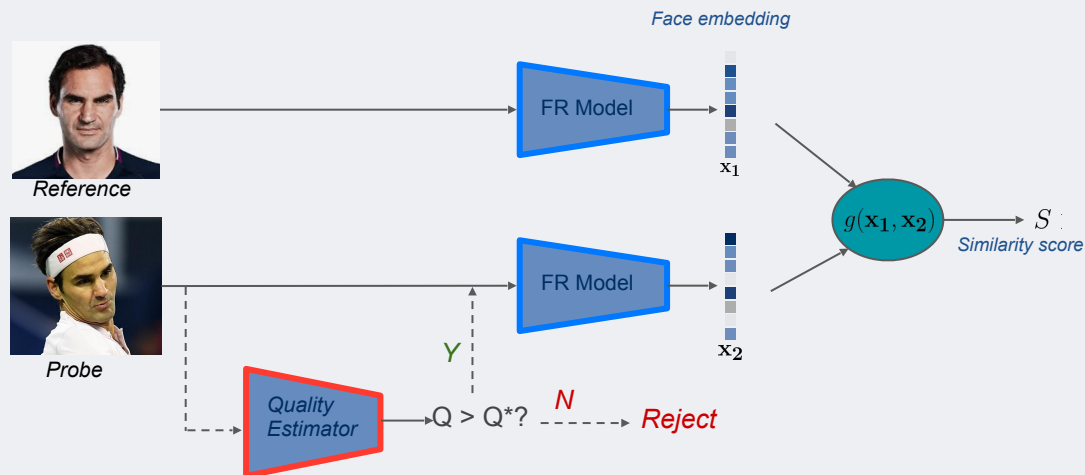 Face embedding
FR Model
x₁
Reference
g(x₁, x₂)
S
Similarity score
FR Model
x₂
Probe
Y
Quality
Estimator
Q > Q*?
N
Reject